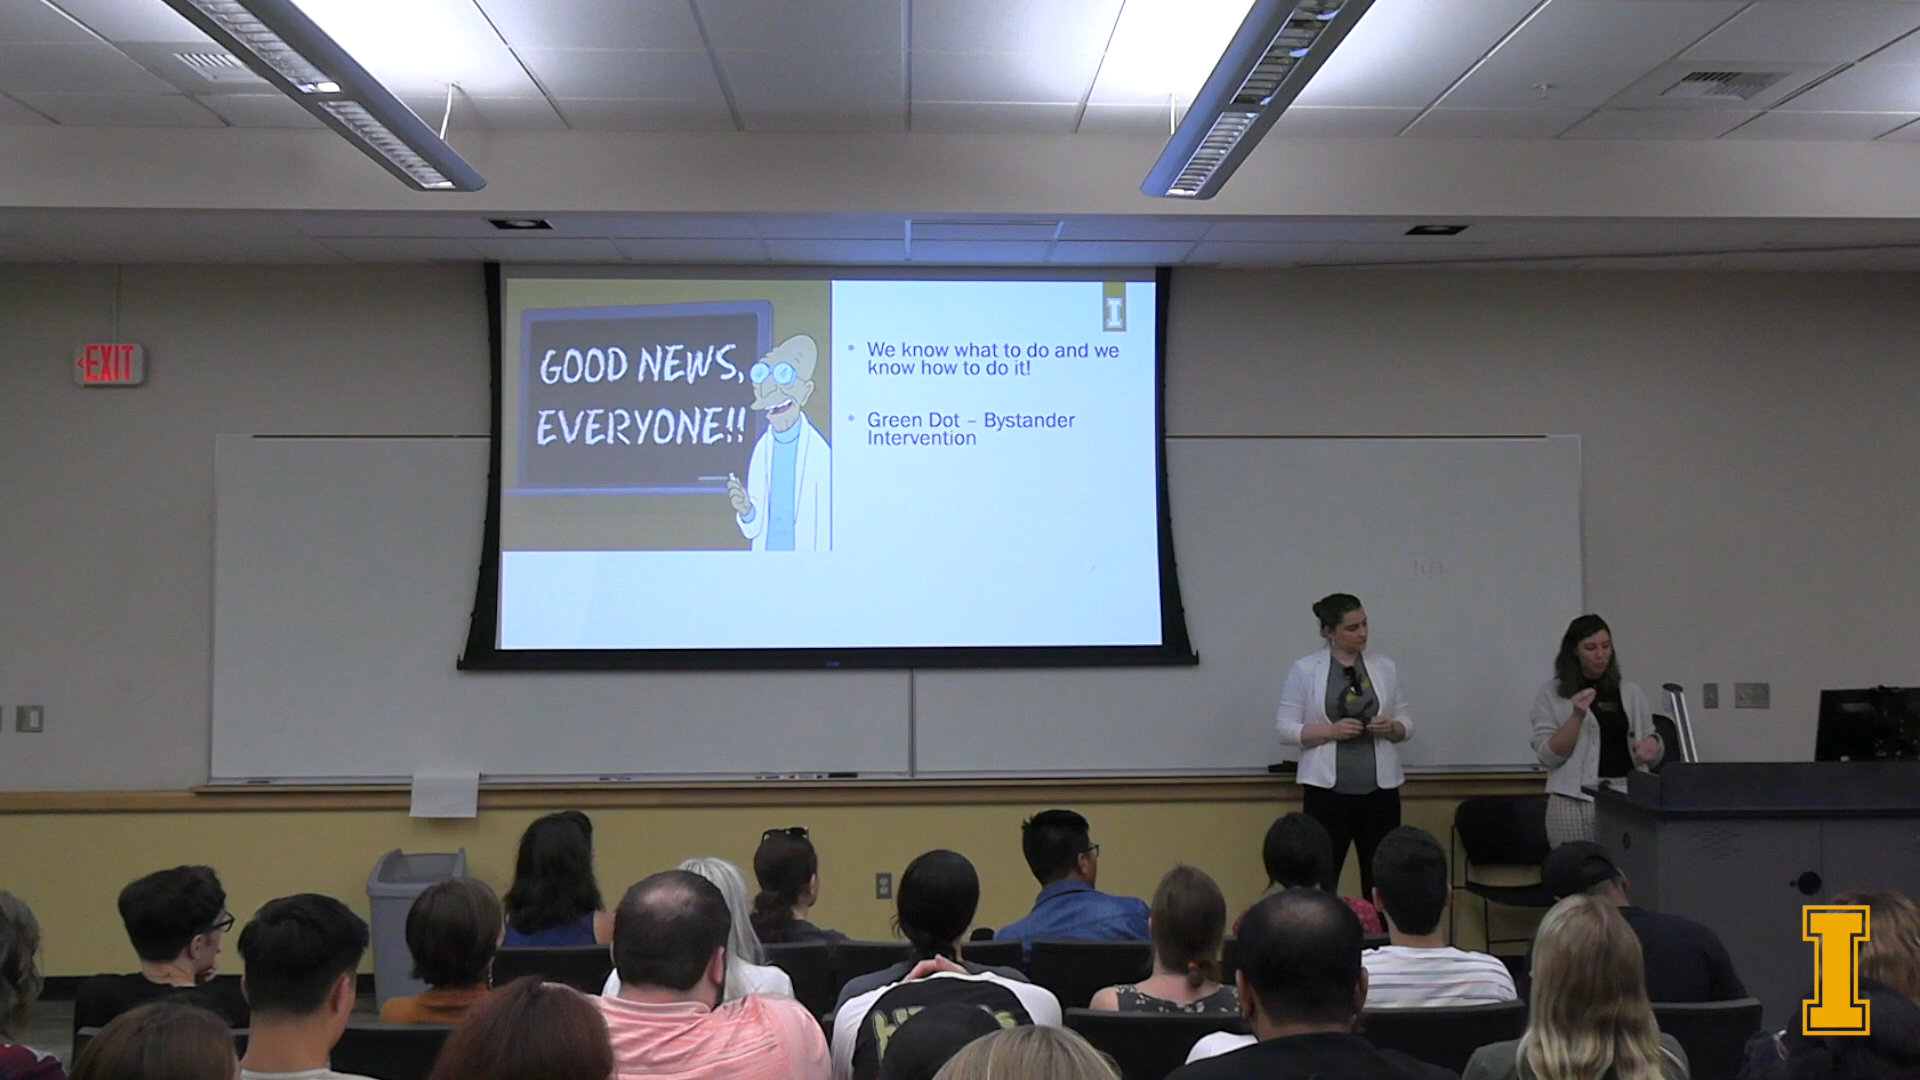 EXIT
GOOD NEWS,
EVERYONE!!
I
We know what to do and we
know how to do it!
Green Dot – Bystander
Intervention
I